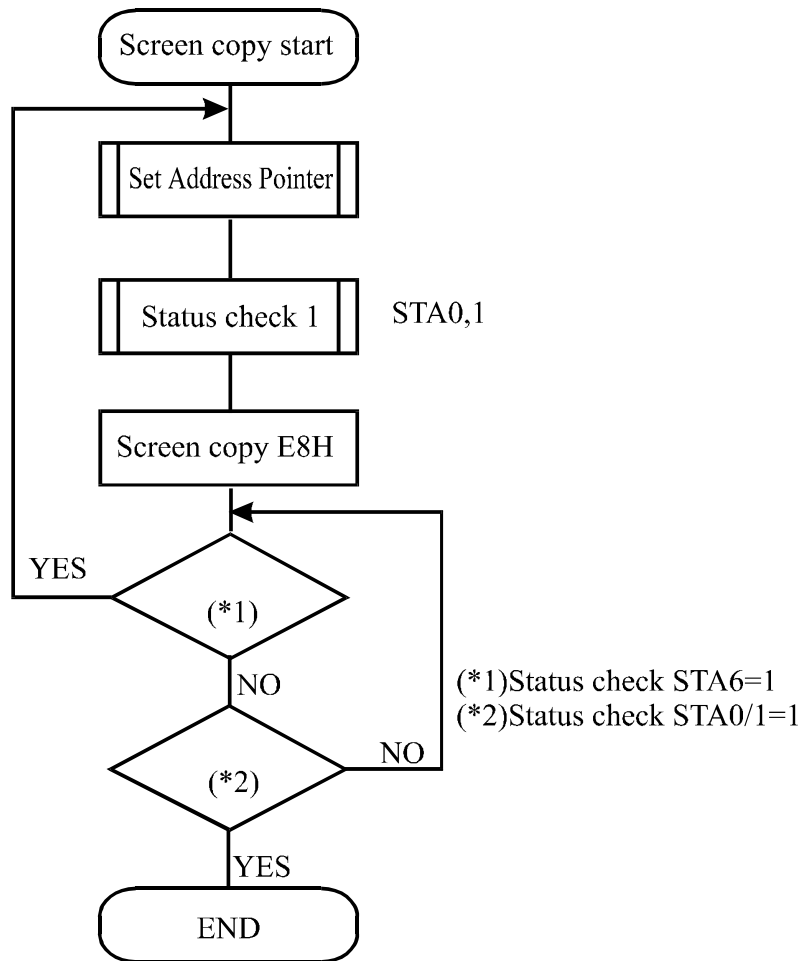 Screen copy start
Set Address Pointer
Status check 1
STA0,1
Screen copy E8H
YES
(*1)
NO
(*1)Status check STA6=1
(*2)Status check STA0/1=1
NO
(*2)
YES
END